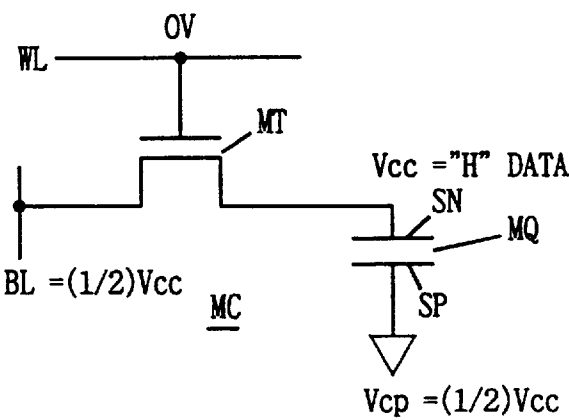 0V
WL
MT
Vcc ="H" DATA
SN
MQ
BL =(1/2)Vcc
SP
MC
Vcp =(1/2)Vcc